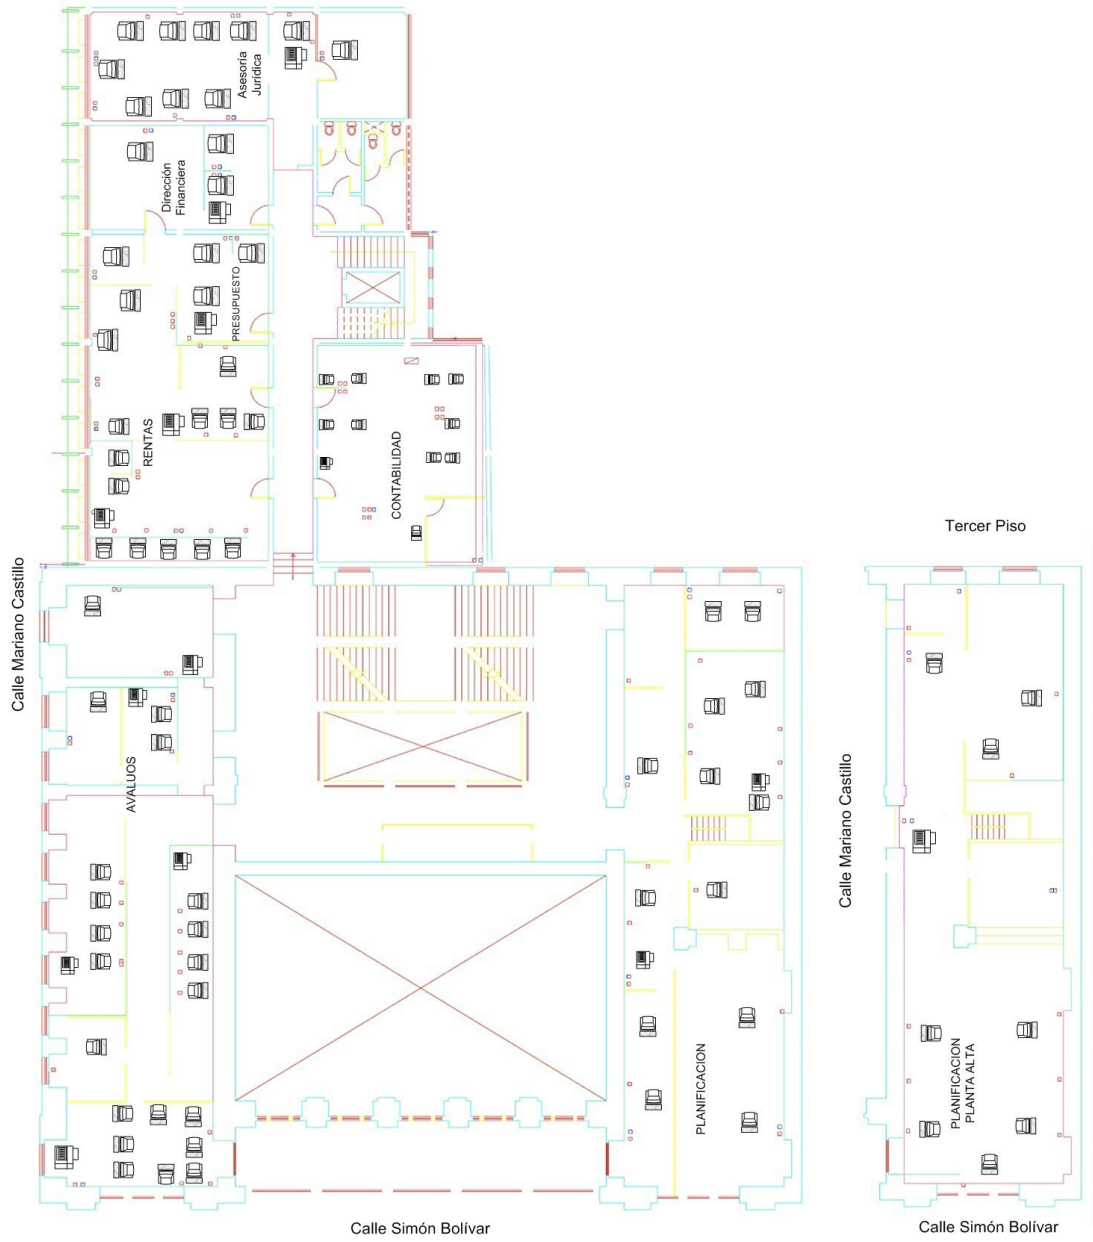 Asesoria
Jurídica
Dirección
Financiera
PRESUPUESTO
RENTAS
CONTABILIDAD
Tercer Piso
Calle Mariano Castillo
AVALUOS
Calle Mariano Castillo
PLANIFICACION
PLANIFICACION
PLANTA ALTA
Calle Simón Bolívar
Calle Simón Bolívar